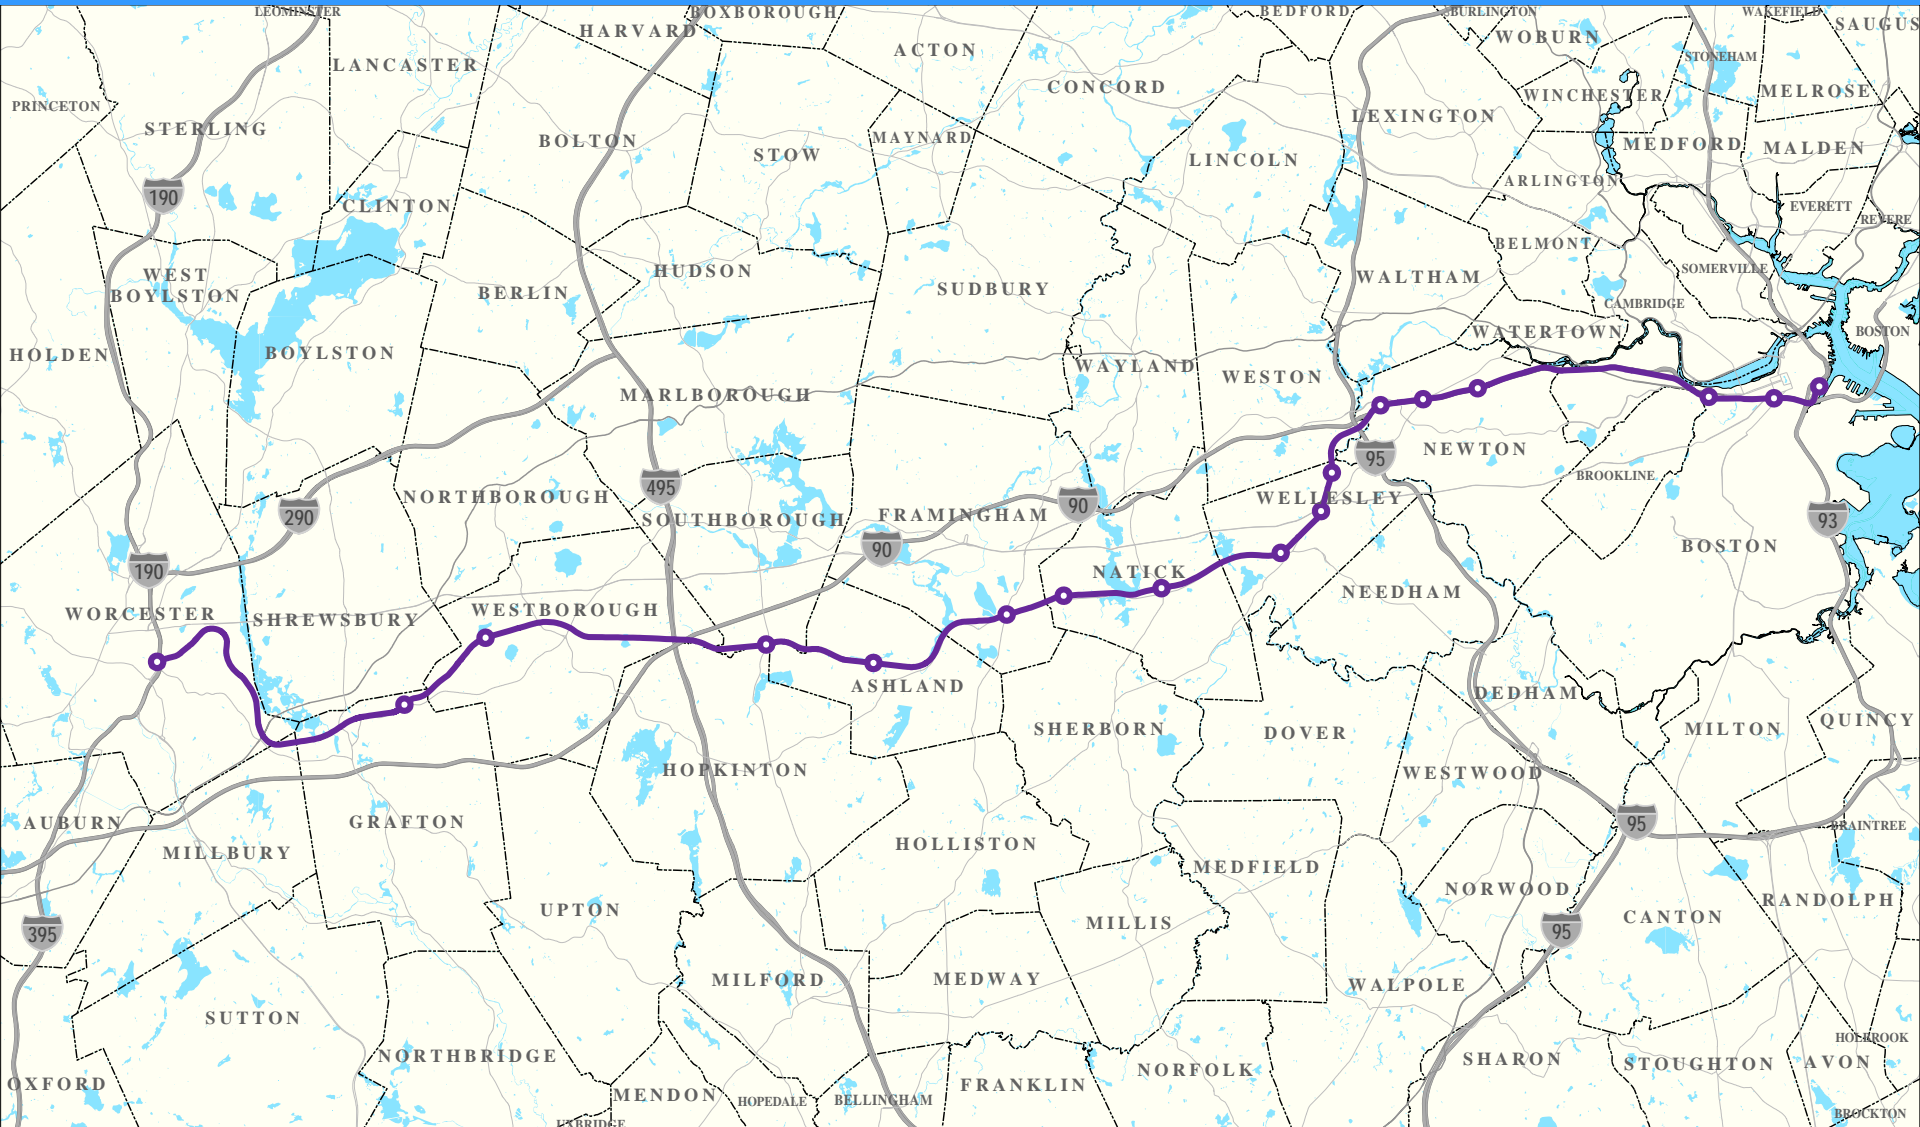 LEOMINSTER
BOXBOROUGH
BEDFORD
BURLINGTON
WAKEFIELD
SAUGUS
HARVARD
ACTON
WOBURN
STONEHAM
LANCASTER
CONCORD
WINCHESTER
MELROSE
PRINCETON
STERLING
BOLTON
STOW
MAYNARD
LINCOLN
LEXINGTON
MEDFORD
MALDEN
ARLINGTON
190
CLINTON
EVERETT
REVERE
WEST
BOYLSTON
HUDSON
BERLIN
SUDBURY
WALTHAM
BELMONT
SOMERVILLE
CAMBRIDGE
HOLDEN
BOYLSTON
WATERTOWN
BOSTON
MARLBOROUGH
WAYLAND
WESTON
NEWTON
95
BROOKLINE
495
NORTHBOROUGH
290
SOUTHBOROUGH
FRAMINGHAM
90
WELLESLEY
93
90
BOSTON
190
NATICK
NEEDHAM
WORCESTER
SHREWSBURY
WESTBOROUGH
ASHLAND
DEDHAM
SHERBORN
DOVER
MILTON
QUINCY
HOPKINTON
WESTWOOD
AUBURN
GRAFTON
95
BRAINTREE
MILLBURY
HOLLISTON
MEDFIELD
NORWOOD
RANDOLPH
UPTON
MILLIS
CANTON
395
95
MILFORD
MEDWAY
WALPOLE
SUTTON
NORTHBRIDGE
HOLBROOK
OXFORD
FRANKLIN
NORFOLK
SHARON
STOUGHTON
AVON
MENDON
HOPEDALE
BELLINGHAM
BROCKTON
UXBRIDGE